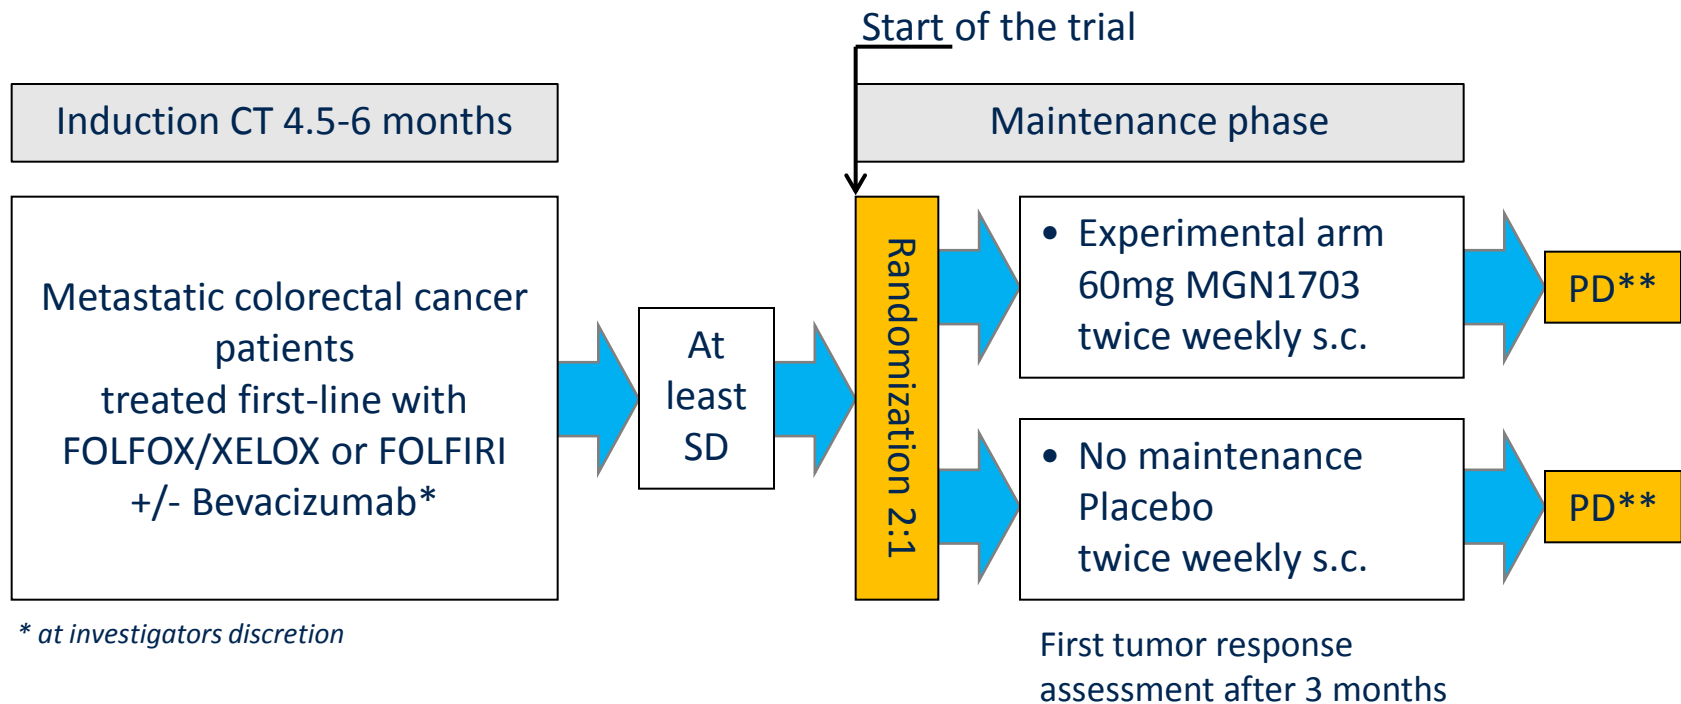 Start of the trial
Induction CT 4.5-6 months
Maintenance phase
Metastatic colorectal cancer
patients
treated first-line with
FOLFOX/XELOX or FOLFIRI
+/- Bevacizumab*
At
least
SD
Randomization 2:1
• Experimental arm
60mg MGN1703
twice weekly s.c.
PD**
• No maintenance
Placebo
twice weekly s.c.
PD**
* at investigators discretion
First tumor response
assessment after 3 months